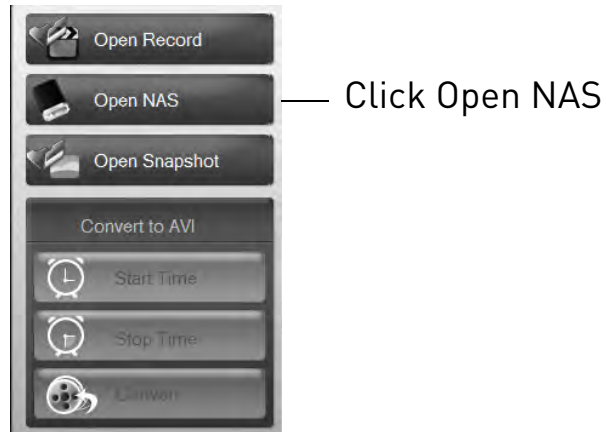 Open Record
Open NAS
Click Open NAS
Open Snapshot
Convert to AVI
Start Time
Stop Time
Convert